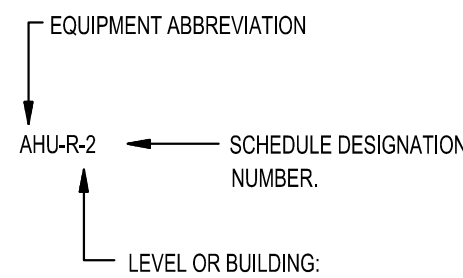 EQUIPMENT ABBREVIATION
AHU-R-2
SCHEDULE DESIGNATION
NUMBER.
LEVEL OR BUILDING: